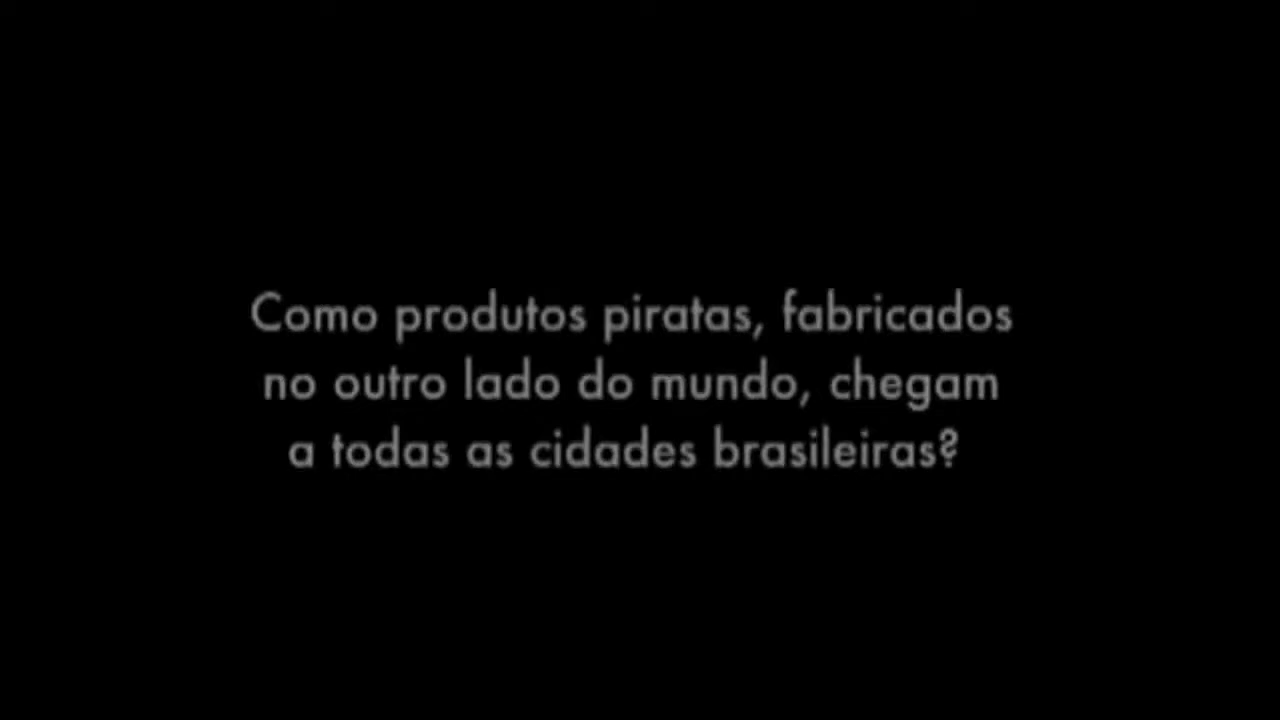 Como produtos piratas, fabricados
no outro lado do mundo, chegam
a todas as cidades brasileiras?